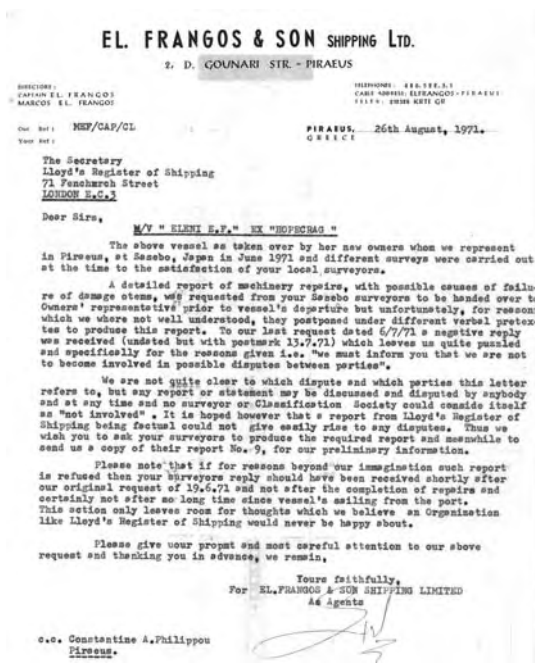 EL. FRANGOS & SON SHIPPING LTD.
2, D. GOUNARI STR. - PIRAEUS
DIRECTORS:
CAPTAIN EL. FRANGOS
MARCOS EL. FRANGOS
TELEPHONES:
CABLE ADDRESS: ELFRANGOS-PIRAEUS
TELEX: KRTI GR
Our Ref: MEF/CAP/CL
Your Ref:
PIRAEUS, 26th August, 1971.
GREECE
The Secretary
Lloyd's Register of Shipping
71 Fenchurch Street
LONDON E.C.3
Dear Sirs,
M/V " ELENI E.F." EX "HOPECRAG "
The above vessel as taken over by her new owners whom we represent
in Piraeus, at Sasebo, Japan in June 1971 and different surveys were carried out
at the time to the satisfaction of your local surveyors.
A detailed report of machinery repairs, with possible causes of failu
re of damage otems, was requested from your Sasebo surveyors to be handed over to
Owners' representative prior to vessel's departure but unfortunately, for reasons
which we where not well understood, they postponed under different verbal pretex
tes to produce this report. To our last request dated 6/7/71 a negative reply
was received (undated but with postmark 13.7.71) which leaves us quite puzzled
and specifically for the reasons given i.e. "we must inform you that we are not
to become involved in possible disputes between parties".
We are not quite clear to which dispute and which parties this letter
refers to, but any report or statement may be discussed and disputed by anybody
and at any time and no surveyor or Classification Society could conside itself
as "not involved" . It is hoped however that a report from Lloyd's Register of
Shipping being factual could not give easily rise to any disputes. Thus we
wish you to ask your surveyors to produce the required report and meanwhile to
send us a copy of their report No. 9, for our preliminary information.
Please note that if for reasons beyond our immagination such report
is refused then your surveyors reply should have been received shortly after
our original request of 19.6.71 and not after the completion of repairs and
certainly not after so long time since vessel's sailing from the port.
This action only leaves room for thoughts which we believe an Organization
like Lloyd's Register of Shipping would never be happy about.
Please give uour propmt and most careful attention to our above
request and thanking you in advance, we remain,
Yours faithfully,
For EL.FRANGOS & SON SHIPPING LIMITED
As Agents
c.c. Constantine A.Philippou
Piraeus.